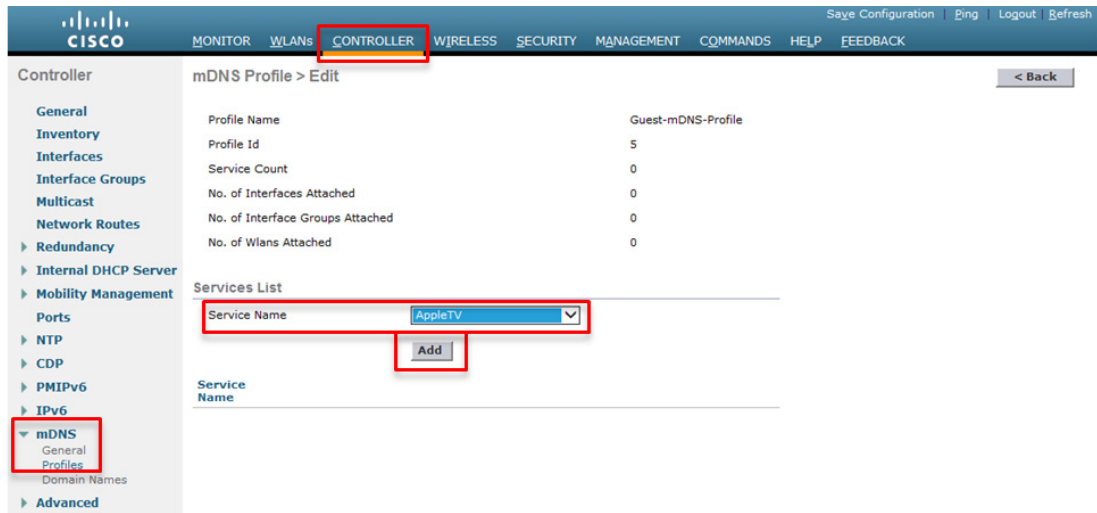 Save Configuration | Ping | Logout | Refresh
CISCO
MONITOR WLANs CONTROLLER WIRELESS SECURITY MANAGEMENT COMMANDS HELP FEEDBACK
Controller
General
Inventory
Interfaces
Interface Groups
Multicast
Network Routes
Redundancy
Internal DHCP Server
Mobility Management
Ports
NTP
CDP
PMIPv6
IPv6
mDNS
General
Profiles
Domain Names
Advanced
mDNS Profile > Edit
< Back
Profile Name Guest-mDNS-Profile
Profile Id 5
Service Count 0
No. of Interfaces Attached 0
No. of Interface Groups Attached 0
No. of Wlans Attached 0
Services List
Service Name AppleTV
Add
Service
Name